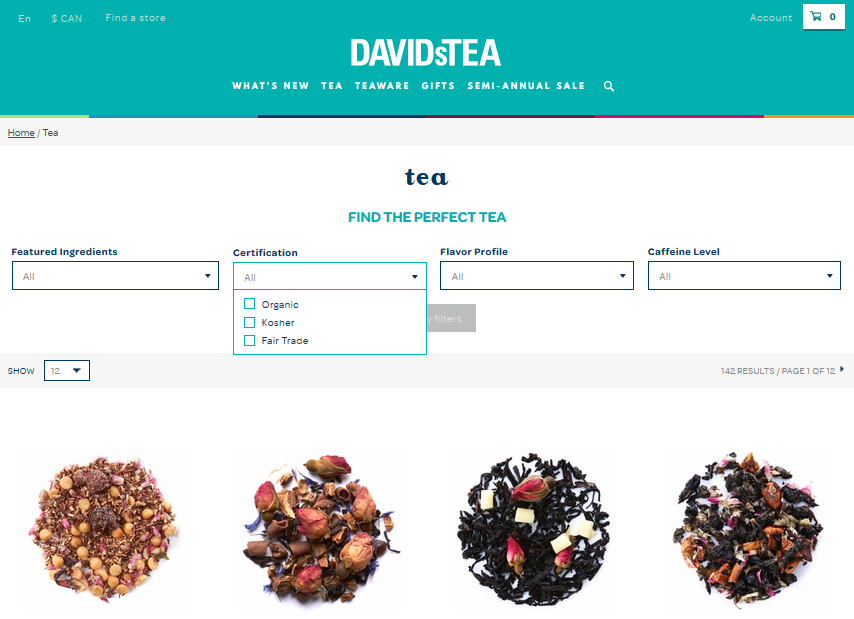 En $ CAN Find a store Account 0
DAVIDsTEA
WHAT'S NEW TEA TEAWARE GIFTS SEMI-ANNUAL SALE
Home / Tea
tea
FIND THE PERFECT TEA
Featured Ingredients Certification Flavor Profile Caffeine Level
All All All All
Organic
y filters
Kosher
Fair Trade
SHOW 12 142 RESULTS / PAGE 1 OF 12